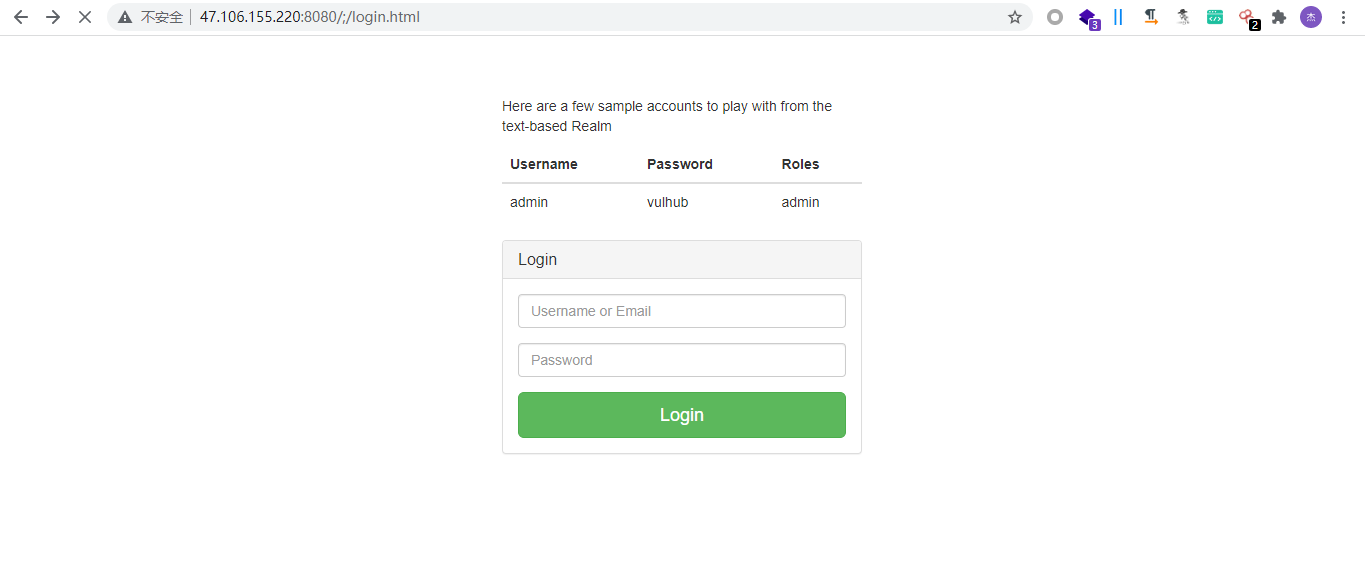 不安全 47.106.155.220:8080/;/login.html
3
2
杰
Here are a few sample accounts to play with from the
text-based Realm
Username Password Roles
admin vulhub admin
Login
Username or Email
Password
Login